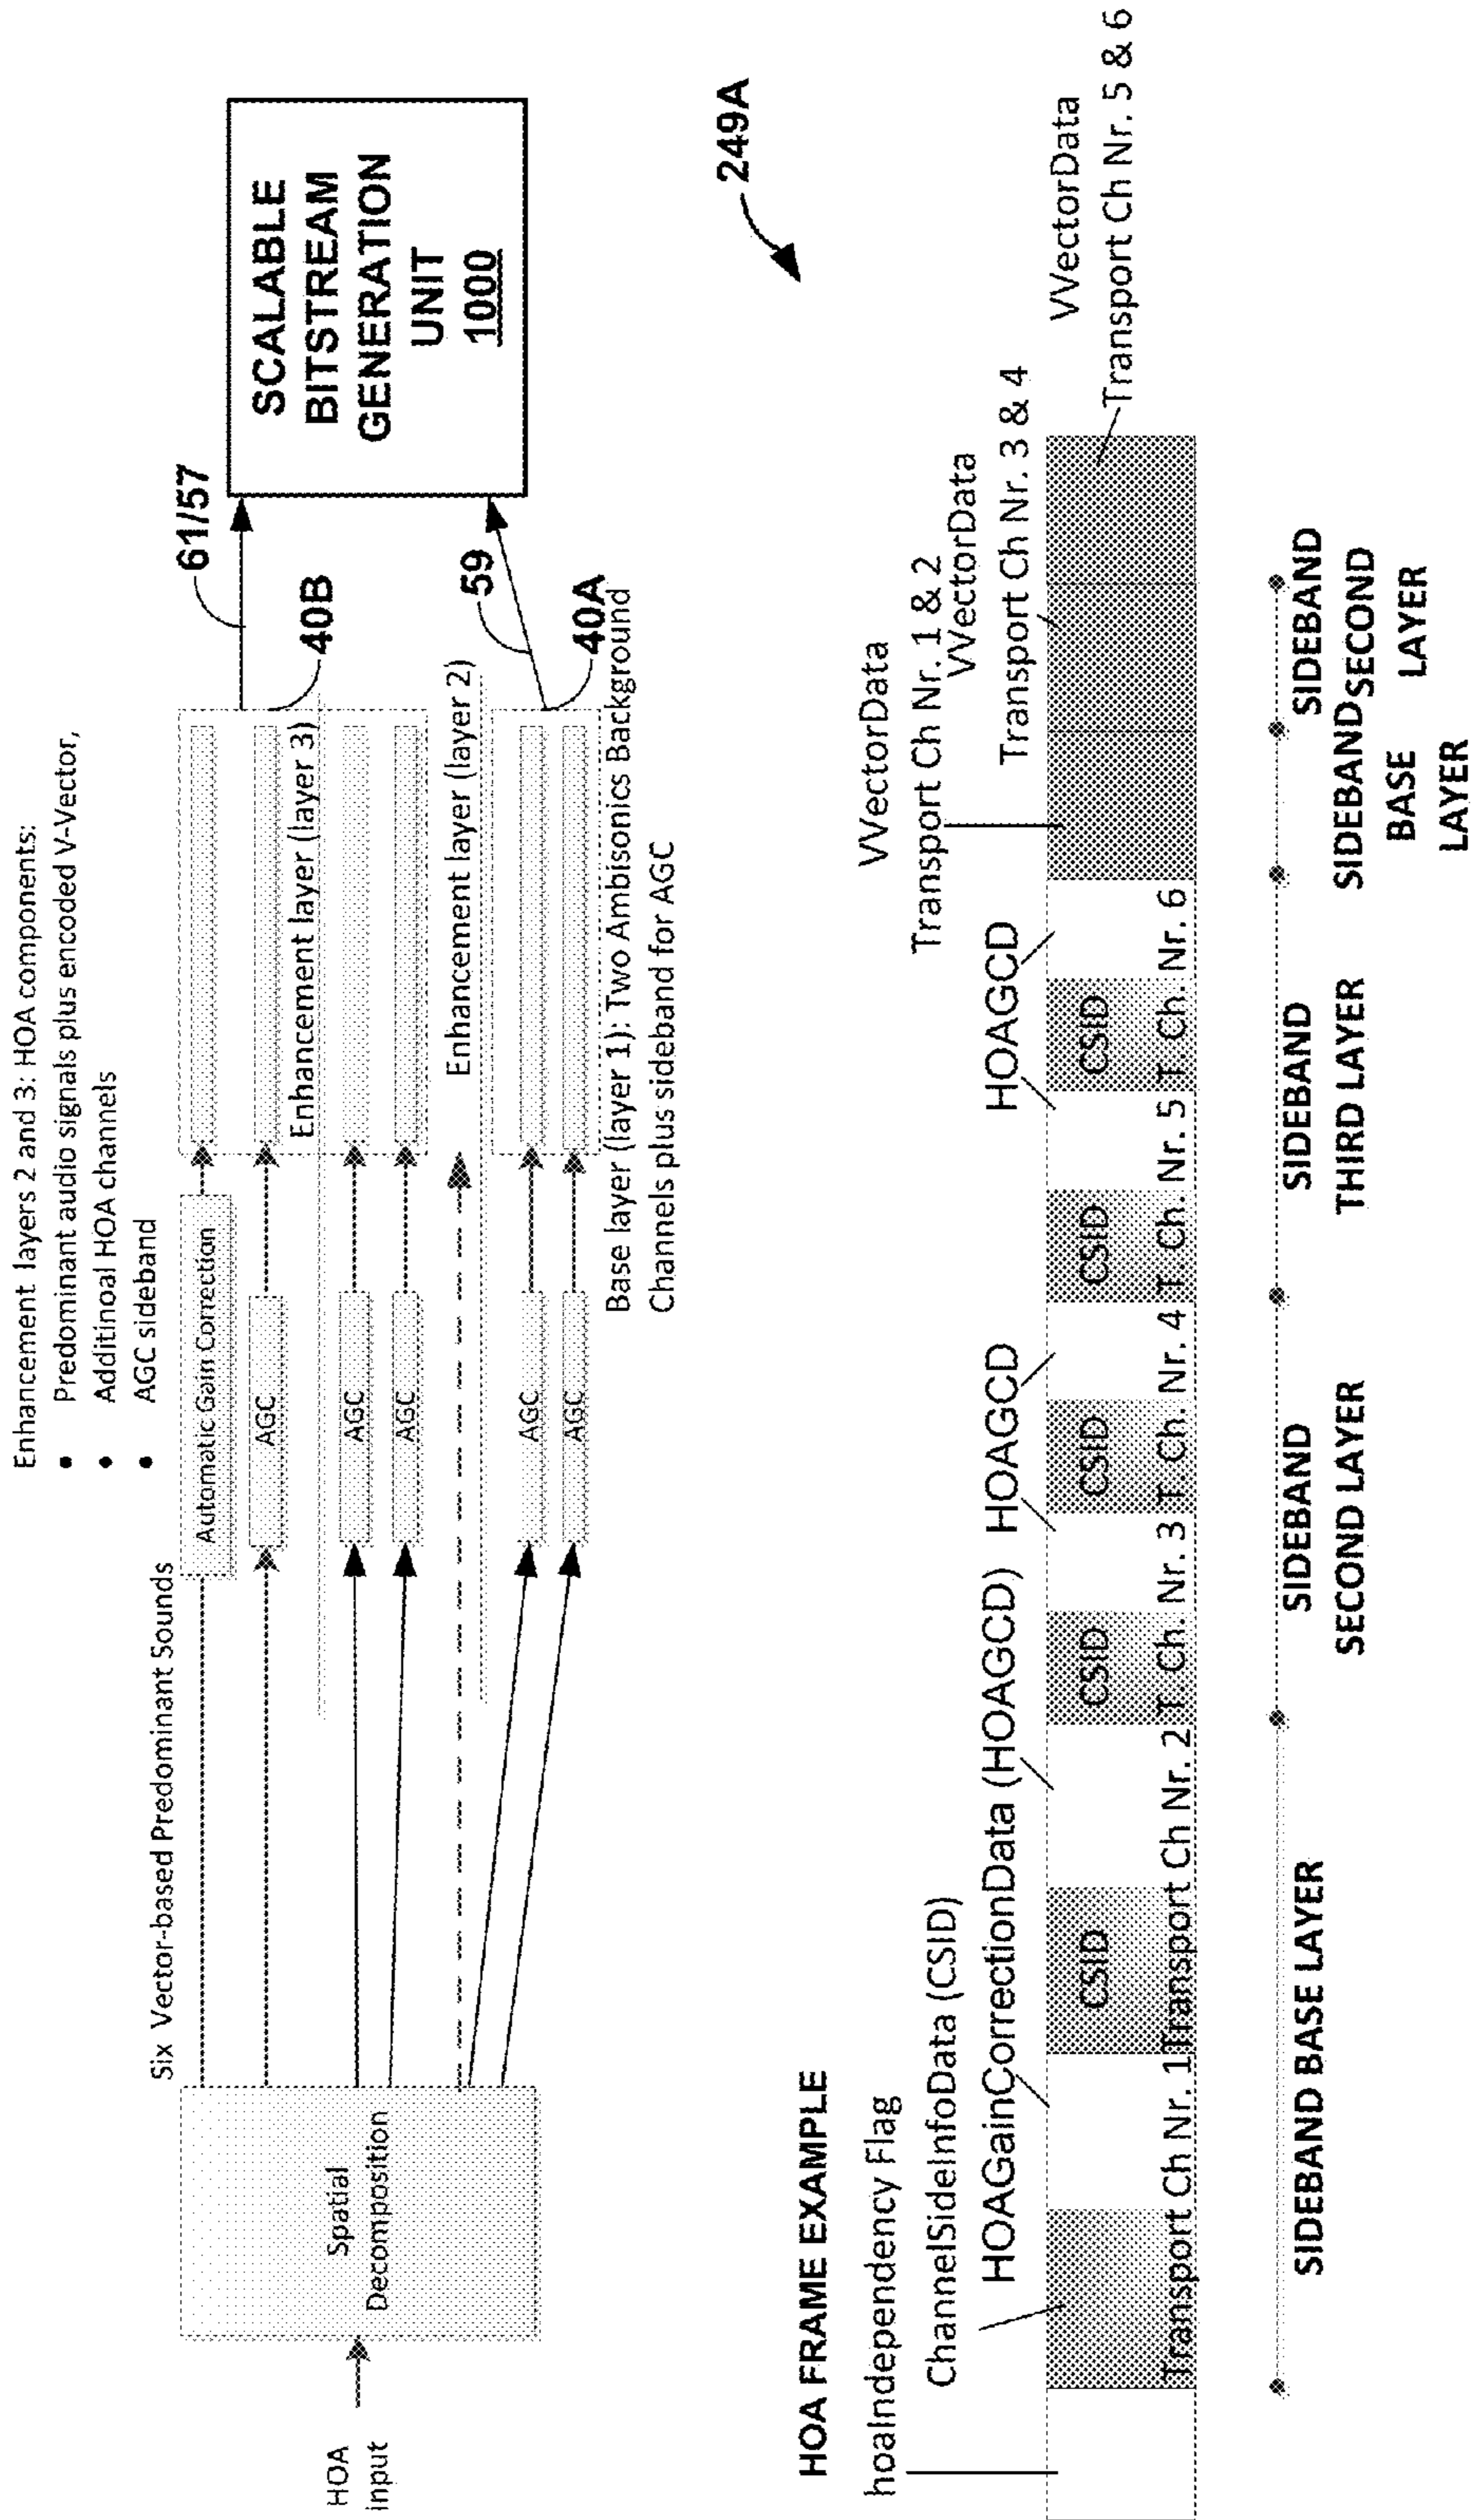 Enhancement layers 2 and 3: HOA components:
• Predominant audio signals plus encoded V-Vector,
• Additinoal HOA channels
• AGC sideband
Six Vector-based Predominant Sounds
HOA
input
Spatial
Decomposition
Automatic Gain Correction
AGC
AGC
AGC
AGC
AGC
Enhancement layer (layer 3)
Enhancement layer (layer 2)
Base layer (layer 1): Two Ambisonics Background
Channels plus sideband for AGC
40B
40A
61/57
59
SCALABLE
BITSTREAM
GENERATION
UNIT
1000
249A
HOA FRAME EXAMPLE
hoaIndependency Flag
ChannelSideInfoData (CSID)
HOAGainCorrectionData (HOAGCD)
HOAGCD
HOAGCD
VVectorData
Transport Ch Nr. 1 & 2
VVectorData
Transport Ch Nr. 3 & 4
VVectorData
Transport Ch Nr. 5 & 6
CSID
CSID
CSID
CSID
CSID
Transport Ch Nr. 1
Transport Ch Nr. 2
T. Ch. Nr. 3
T. Ch. Nr. 4
T. Ch. Nr. 5
T. Ch. Nr. 6
SIDEBAND BASE LAYER
SIDEBAND
SECOND LAYER
SIDEBAND
THIRD LAYER
SIDEBAND
BASE
LAYER
SIDEBAND
SECOND
LAYER